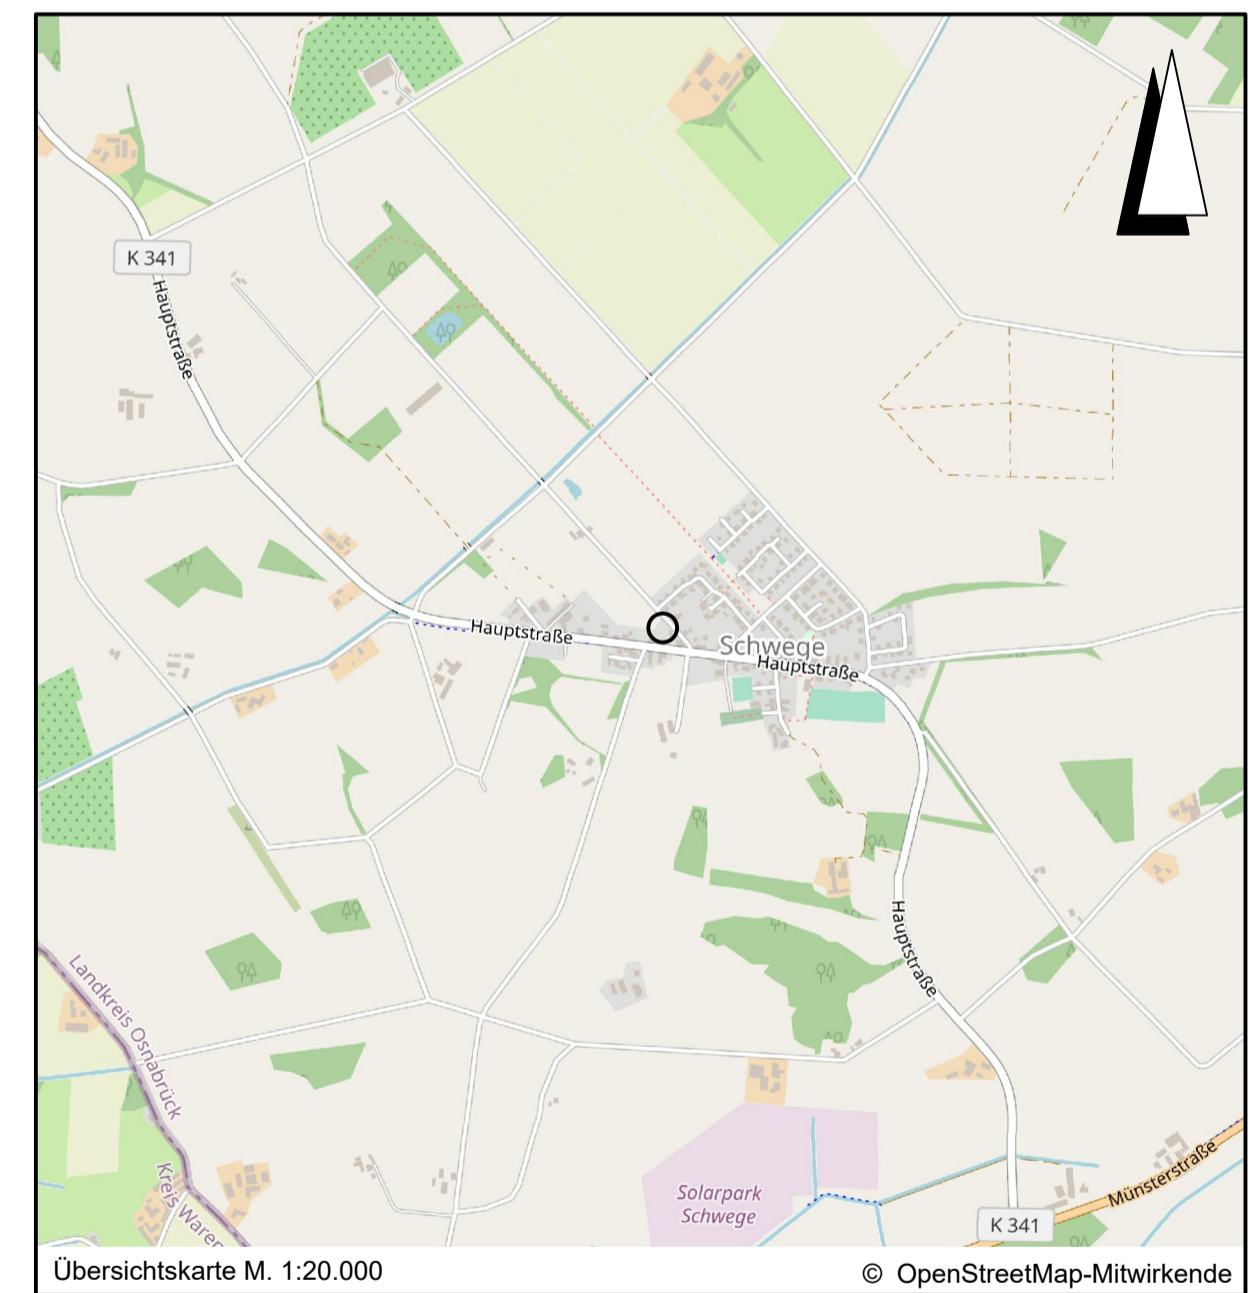 K 341
Hauptstraße
Hauptstraße
Schwege
Hauptstraße
Hauptstraße
Landkreis Osnabrück
Kreis Waren
Solarpark
Schwege
Münsterstraße
K 341
Übersichtskarte M. 1:20.000
© OpenStreetMap-Mitwirkende